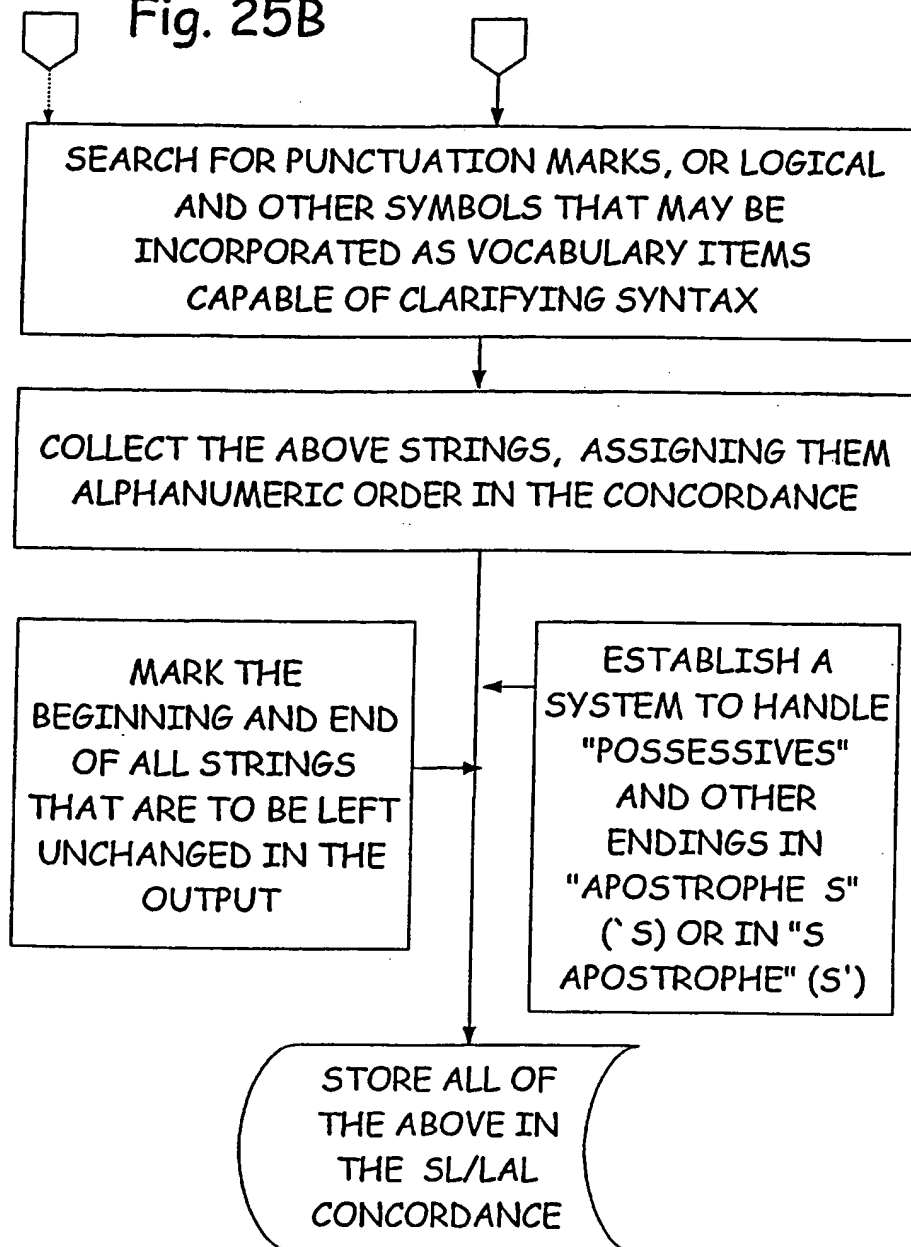 Fig. 25B
SEARCH FOR PUNCTUATION MARKS, OR LOGICAL
AND OTHER SYMBOLS THAT MAY BE
INCORPORATED AS VOCABULARY ITEMS
CAPABLE OF CLARIFYING SYNTAX
COLLECT THE ABOVE STRINGS, ASSIGNING THEM
ALPHANUMERIC ORDER IN THE CONCORDANCE
MARK THE
BEGINNING AND END
OF ALL STRINGS
THAT ARE TO BE LEFT
UNCHANGED IN THE
OUTPUT
ESTABLISH A
SYSTEM TO HANDLE
"POSSESSIVES"
AND OTHER
ENDINGS IN
"APOSTROPHE S"
(`S) OR IN "S
APOSTROPHE" (S')
STORE ALL OF
THE ABOVE IN
THE SL/LAL
CONCORDANCE